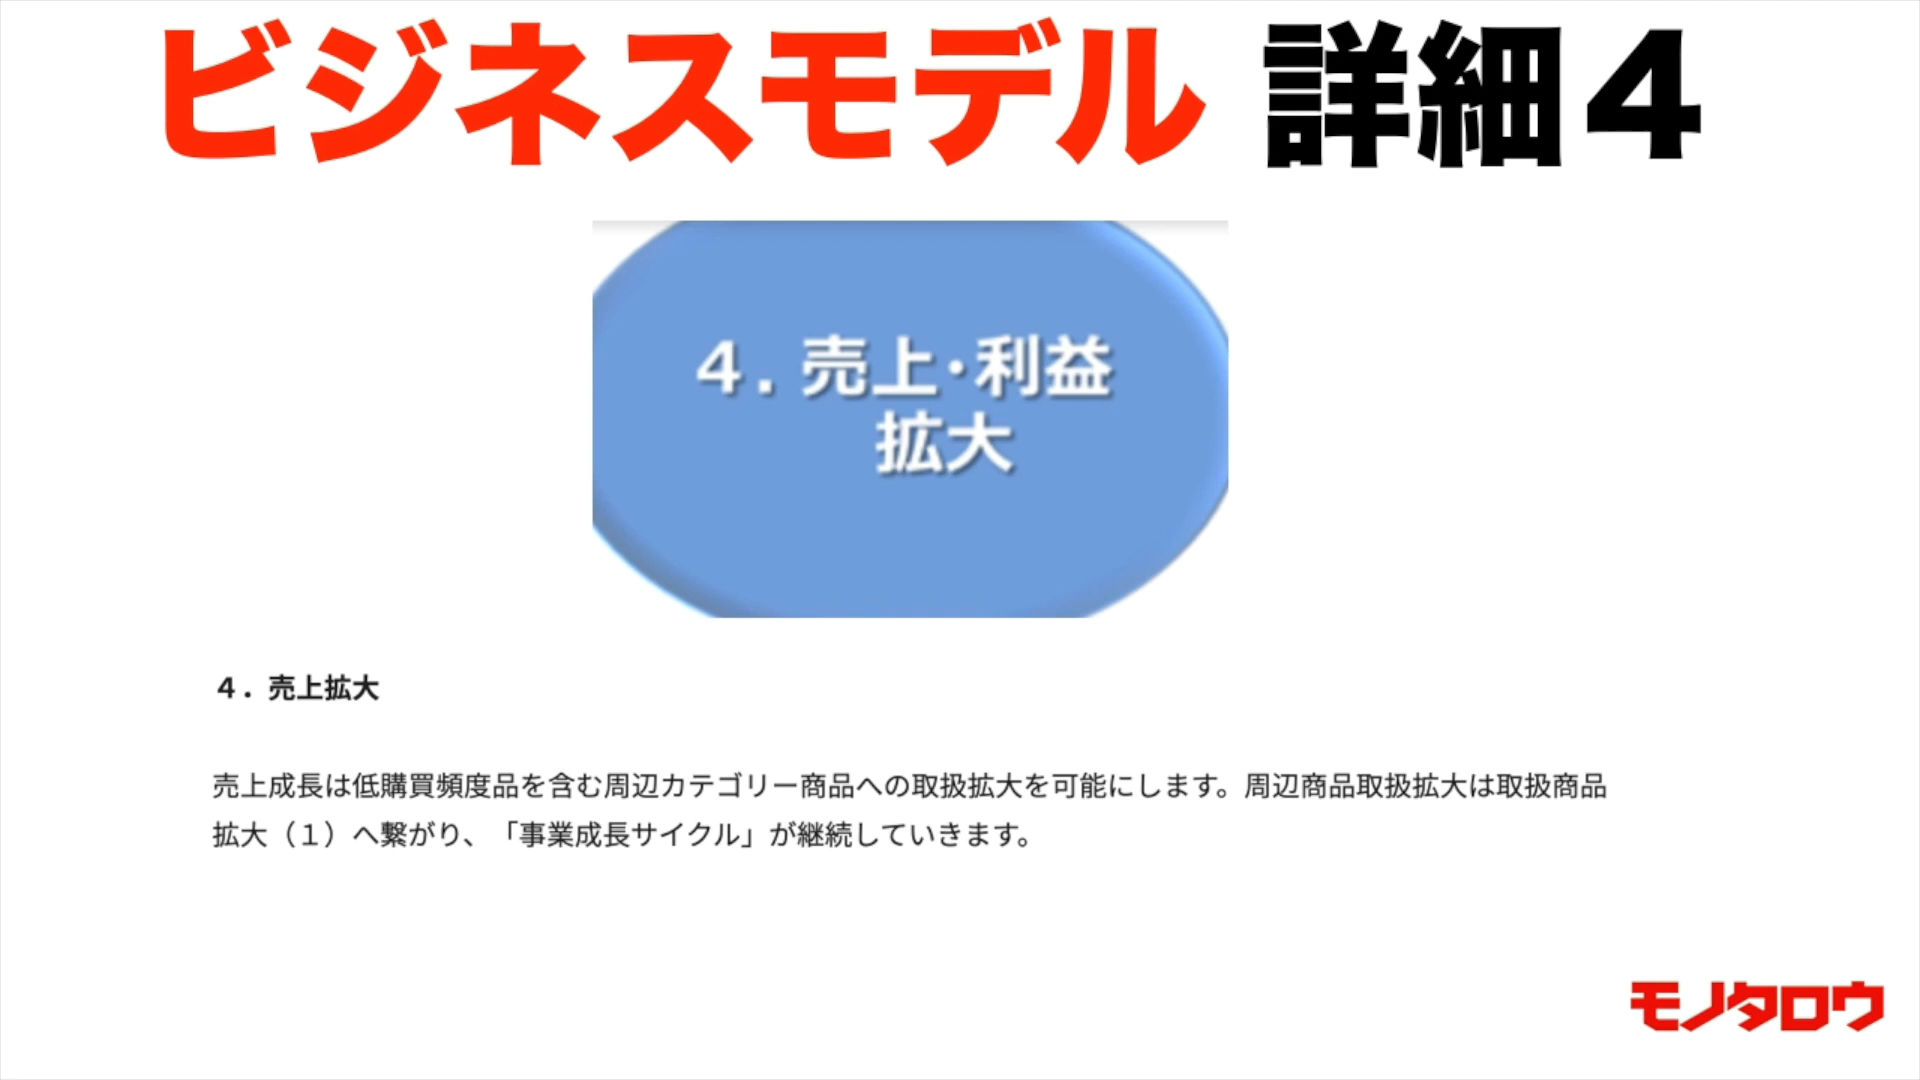 ビジネスモデル 詳細４
４. 売上・利益
拡大
４．売上拡大
売上成長は低購買頻度品を含む周辺カテゴリー商品への取扱拡大を可能にします。周辺商品取扱拡大は取扱商品
拡大（１）へ繋がり、「事業成長サイクル」が継続していきます。
モノタロウ